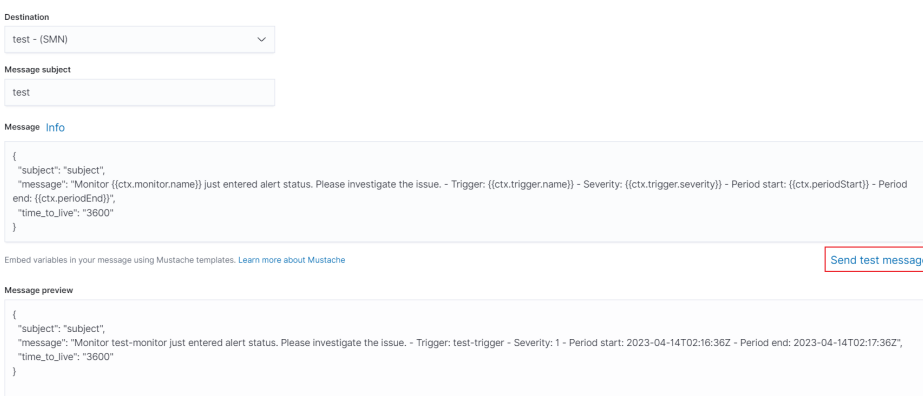 Destination
test - (SMN)
Message subject
test
Message Info
{
"subject": "subject",
"message": "Monitor {{ctx.monitor.name}} just entered alert status. Please investigate the issue. - Trigger: {{ctx.trigger.name}} - Severity: {{ctx.trigger.severity}} - Period start: {{ctx.periodStart}} - Period
end: {{ctx.periodEnd}}",
"time_to_live": "3600"
}
Embed variables in your message using Mustache templates. Learn more about Mustache
Send test message
Message preview
{
"subject": "subject",
"message": "Monitor test-monitor just entered alert status. Please investigate the issue. - Trigger: test-trigger - Severity: 1 - Period start: 2023-04-14T02:16:36Z - Period end: 2023-04-14T02:17:36Z",
"time_to_live": "3600"
}